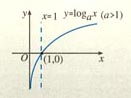 y
x=1
y=logₐx (a>1)
O
(1,0)
x